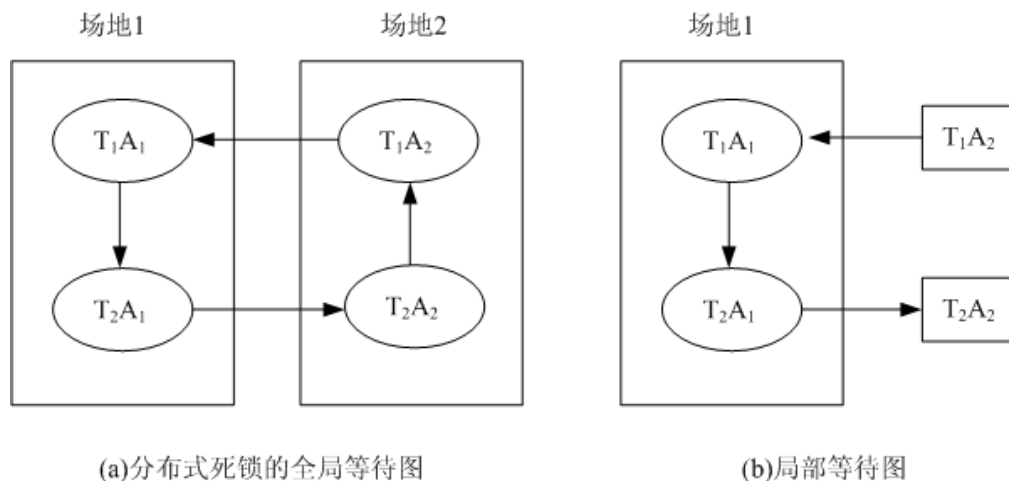 场地1
场地2
场地1
T₁A₁
T₁A₂
T₁A₁
T₁A₂
T₂A₁
T₂A₂
T₂A₁
T₂A₂
(a)分布式死锁的全局等待图
(b)局部等待图